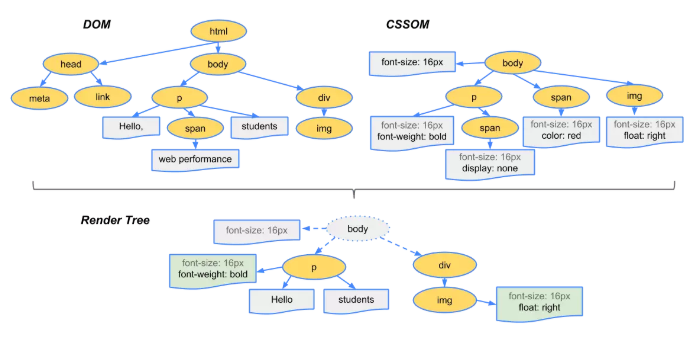 DOM
html
head
body
meta
link
p
div
Hello,
span
students
img
web performance
CSSOM
font-size: 16px
body
p
span
img
font-size: 16px
font-weight: bold
span
font-size: 16px
color: red
font-size: 16px
float: right
font-size: 16px
display: none
Render Tree
font-size: 16px
body
font-size: 16px
font-weight: bold
p
div
Hello
students
img
font-size: 16px
float: right